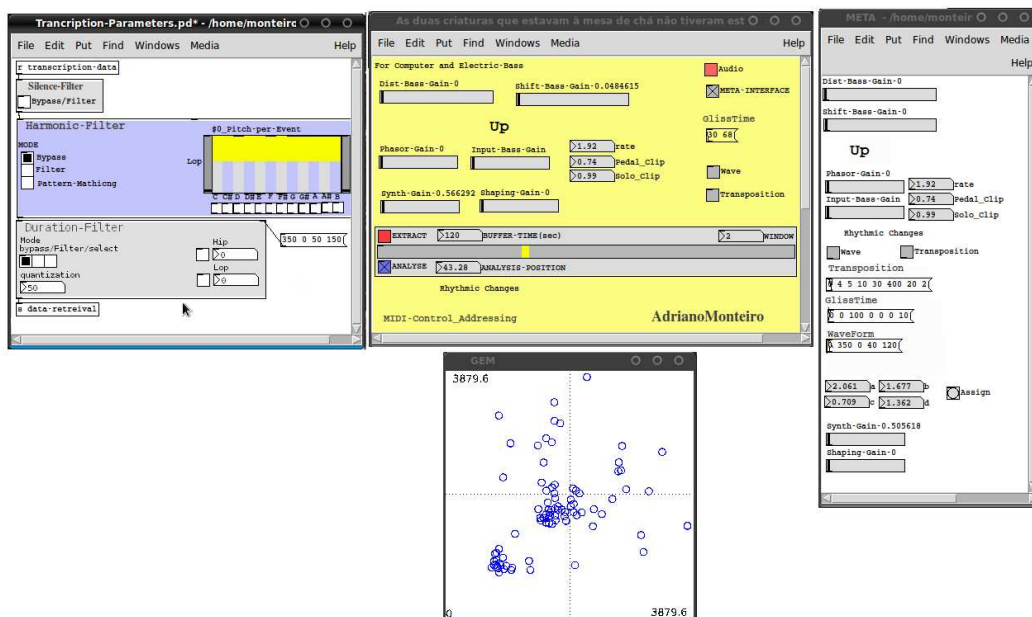 Trancription-Parameters.pd* - /home/monteiro
File Edit Put Find Windows Media Help
r transcription-data
Silence-Filter
Bypass/Filter
Harmonic-Filter
$0_Pitch-per-Event
MODE
Bypass
Filter
Pattern-Mathicng
Lop
C C# D D# E F F# G G# A A# B
Duration-Filter
Mode
bypass/Filter/select
quantization
50
Hip
0
Lop
0
350 0 50 150
s data-retreival
As duas criaturas que estavam à mesa de chá não tiveram est
File Edit Put Find Windows Media Help
For Computer and Electric-Bass
Dist-Bass-Gain-0
Shift-Bass-Gain-0.0484615
Audio
META-INTERFACE
Up
GlissTime
30 68
Phasor-Gain-0
Input-Bass-Gain
1.92 rate
0.74 Pedal_Clip
0.99 Solo_Clip
Wave
Transposition
Synth-Gain-0.566292
Shaping-Gain-0
EXTRACT 120 BUFFER-TIME(sec) 2 WINDOW
ANALYSE 43.28 ANALYSIS-POSITION
Rhythmic Changes
MIDI-Control_Addressing
AdrianoMonteiro
META - /home/monteir
File Edit Put Find Windows Media
Help
Dist-Bass-Gain-0
Shift-Bass-Gain-0
Up
Phasor-Gain-0
1.92 rate
Input-Bass-Gain
0.74 Pedal_Clip
0.99 Solo_Clip
Rhythmic Changes
Wave
Transposition
Transposition
0 4 5 10 30 400 20 2
GlissTime
0 0 100 0 0 0 10
WaveForm
350 0 40 120
2.061 a 1.677 b
0.709 c 1.362 d
Assign
Synth-Gain-0.505618
Shaping-Gain-0
GEM
3879.6
0
3879.6